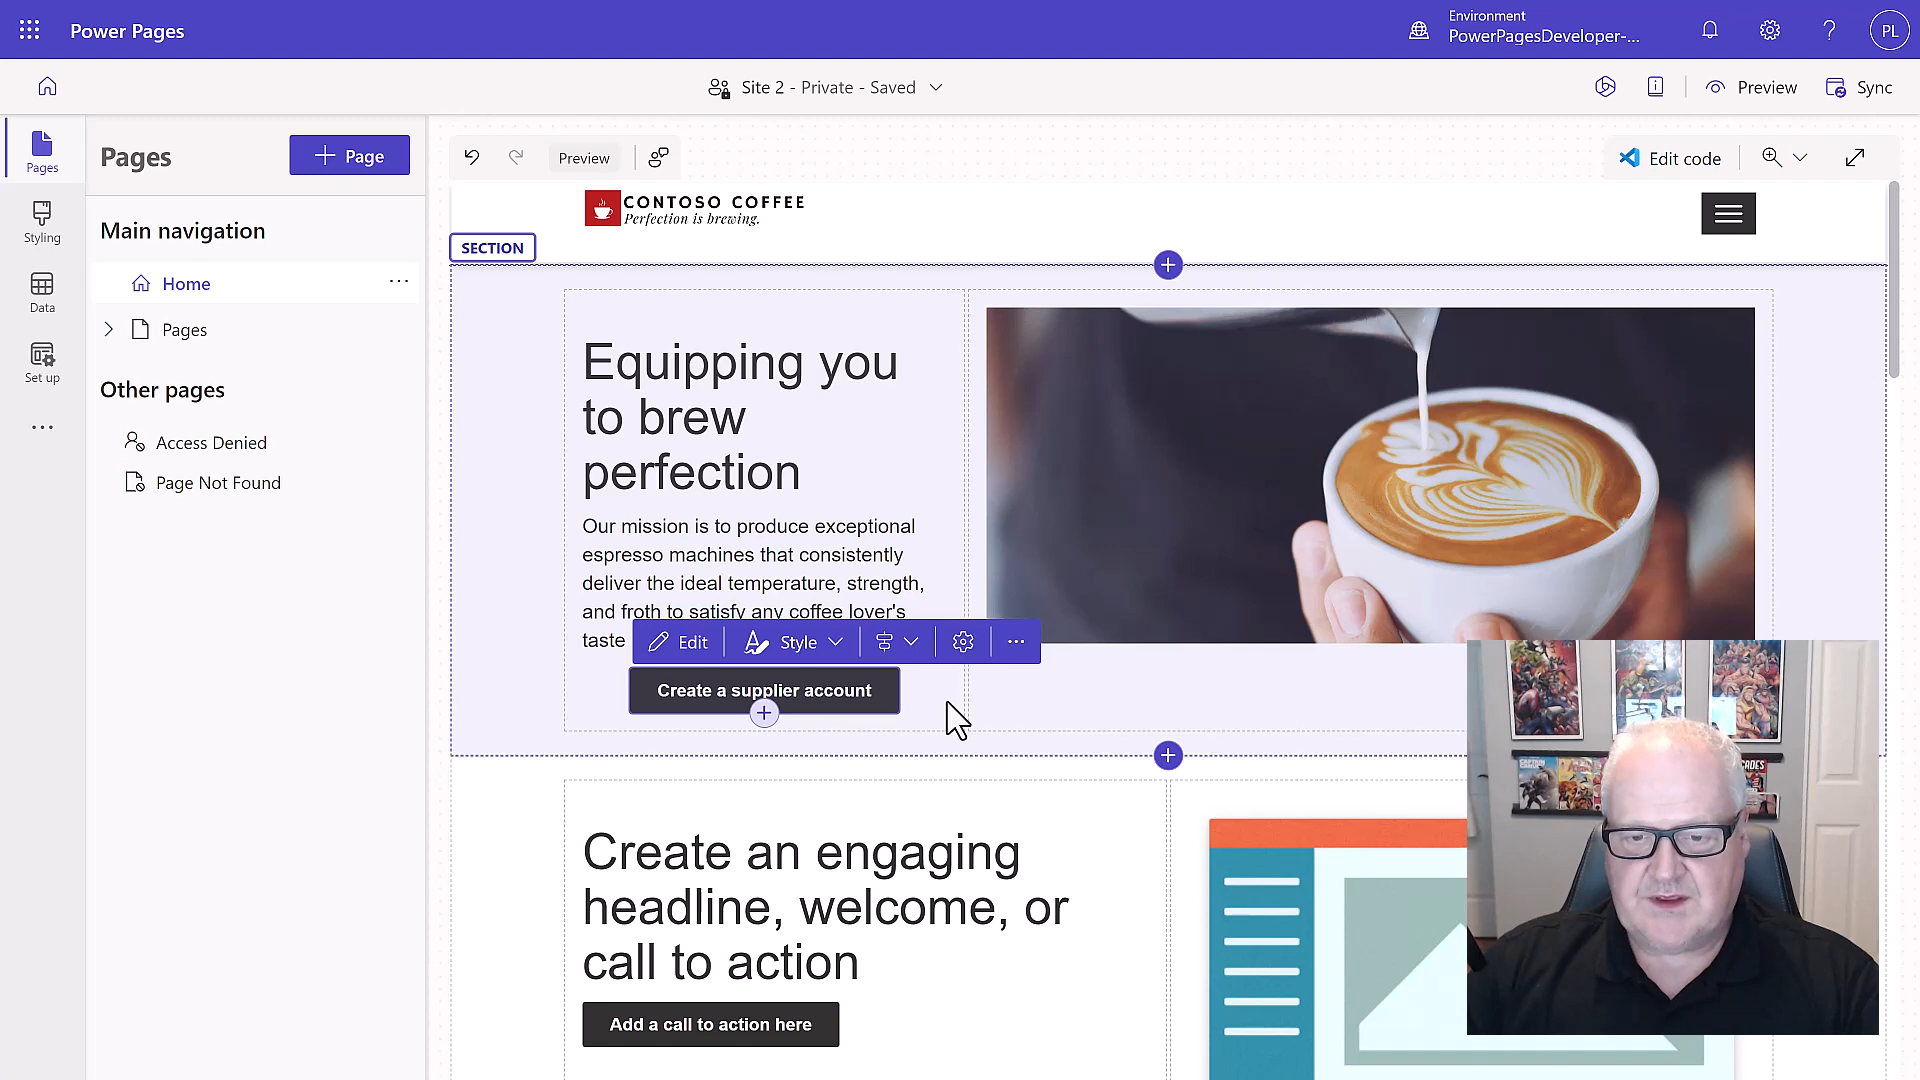 Power Pages
Environment
PowerPagesDeveloper-...
PL
Site 2 - Private - Saved
Preview
Sync
Pages
Styling
Data
Set up
Pages
Page
Main navigation
Home
Pages
Other pages
Access Denied
Page Not Found
Preview
Edit code
CONTOSO COFFEE
Perfection is brewing.
SECTION
Equipping you
to brew
perfection
Our mission is to produce exceptional
espresso machines that consistently
deliver the ideal temperature, strength,
and froth to satisfy any coffee lover's
taste
Edit
Style
Create a supplier account
Create an engaging
headline, welcome, or
call to action
Add a call to action here